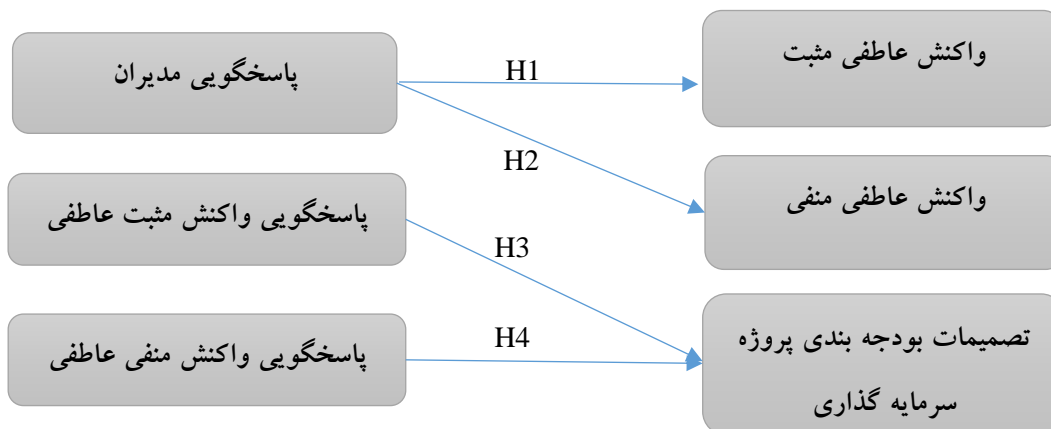 پاسخگویی مدیران
H1
واکنش عاطفی مثبت
H2
واکنش عاطفی منفی
پاسخگویی واکنش مثبت عاطفی
H3
پاسخگویی واکنش منفی عاطفی
H4
تصمیمات بودجه بندی پروژه
سرمایه گذاری